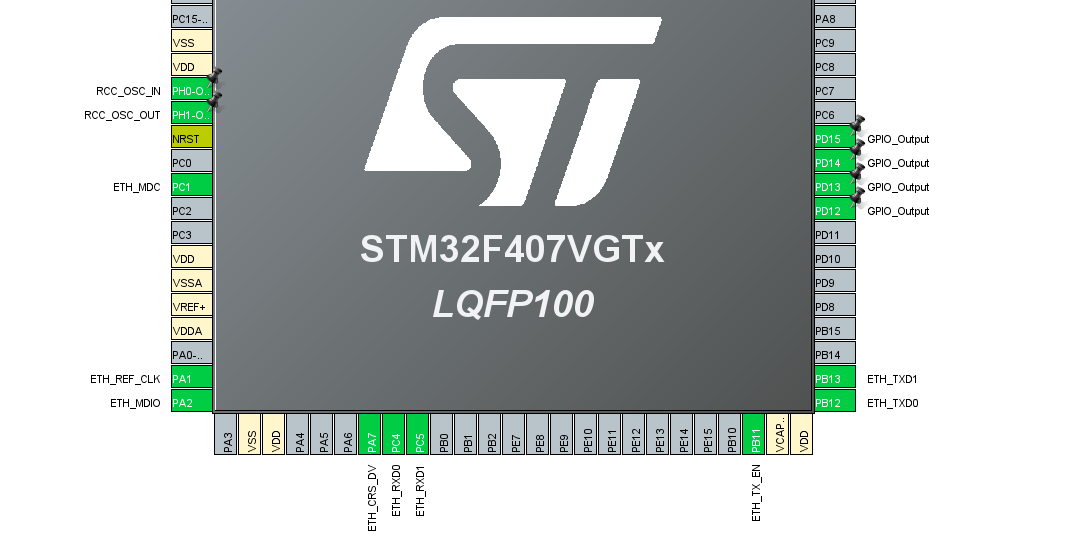 PC15-..
VSS
VDD
RCC_OSC_IN PH0-O..
RCC_OSC_OUT PH1-O..
NRST
PC0
ETH_MDC PC1
PC2
PC3
VDD
VSSA
VREF+
VDDA
PA0-..
ETH_REF_CLK PA1
ETH_MDIO PA2
STM32F407VGTx
LQFP100
PA8
PC9
PC8
PC7
PC6
PD15 GPIO_Output
PD14 GPIO_Output
PD13 GPIO_Output
PD12 GPIO_Output
PD11
PD10
PD9
PD8
PB15
PB14
PB13 ETH_TXD1
PB12 ETH_TXD0
PA3
VSS
VDD
PA4
PA5
PA6
PA7 ETH_CRS_DV
PC4 ETH_RXD0
PC5 ETH_RXD1
PB0
PB1
PB2
PE7
PE8
PE9
PE10
PE11
PE12
PE13
PE14
PE15
PB10
PB11 ETH_TX_EN
VCAP..
VDD